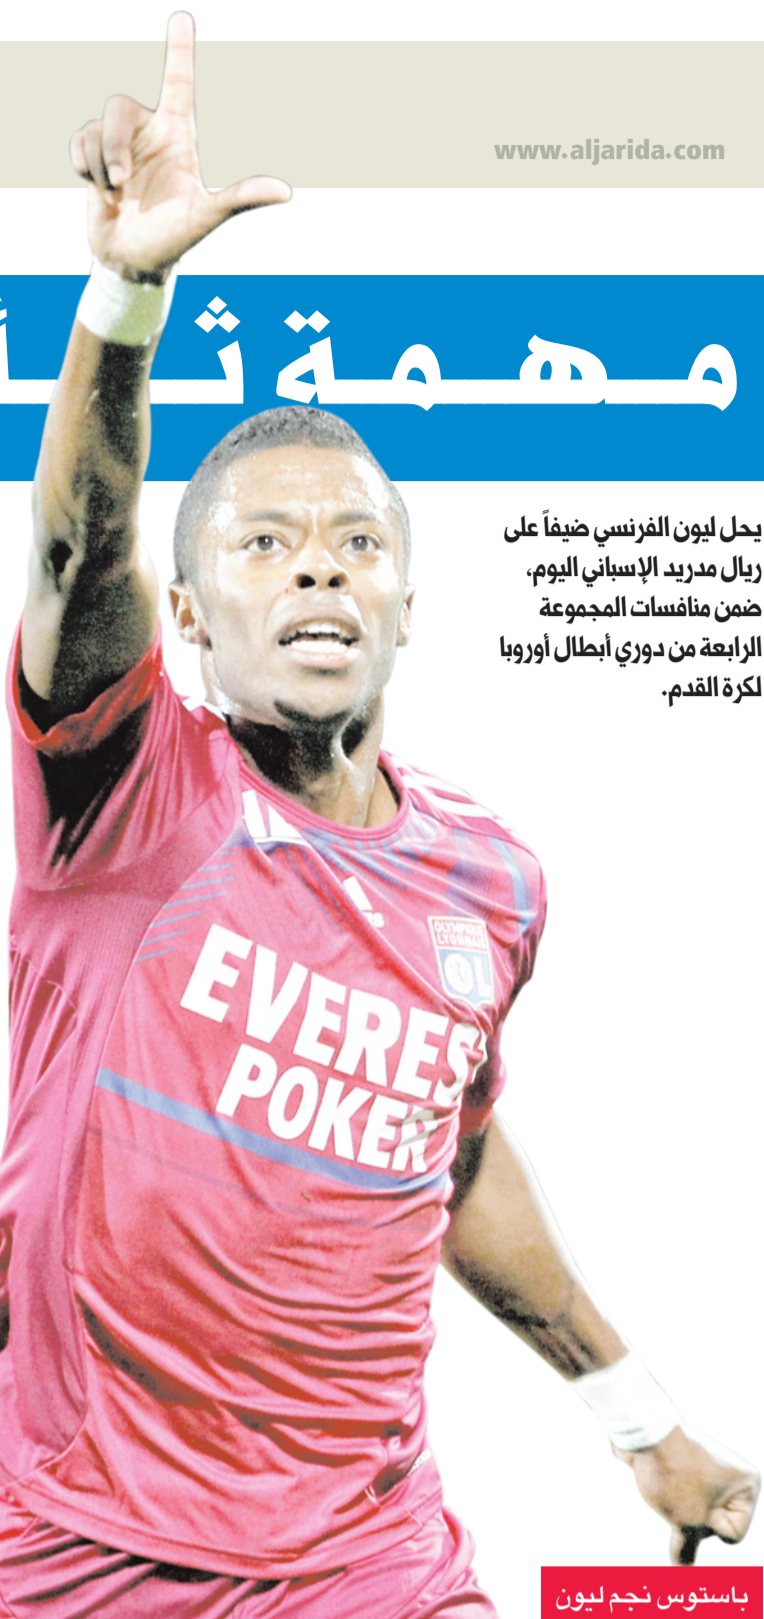 www.aljarida.com
مهمة
يحل ليون الفرنسي ضيفاً على
ريال مدريد الإسباني اليوم،
ضمن منافسات المجموعة
الرابعة من دوري أبطال أوروبا
لكرة القدم.
OLYMPIQUE
LYONNAIS
OL
EVEREST
POKER
باستوس نجم ليون